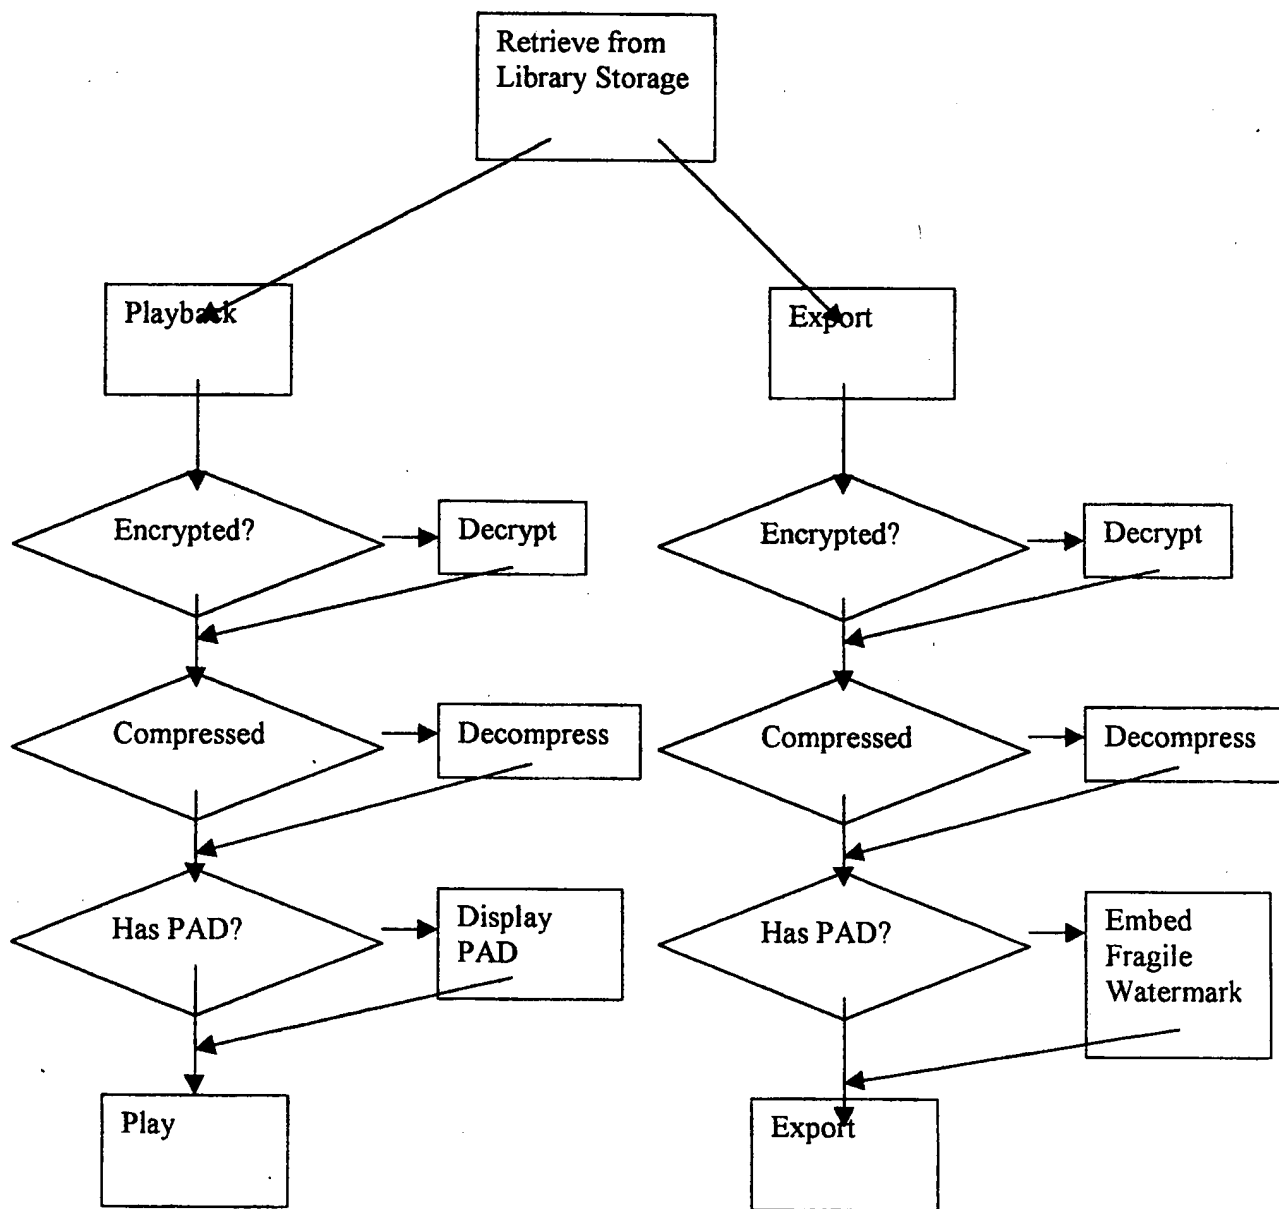 Retrieve from
Library Storage
Playback
Export
Encrypted?
Decrypt
Encrypted?
Decrypt
Compressed
Decompress
Compressed
Decompress
Has PAD?
Display
PAD
Has PAD?
Embed
Fragile
Watermark
Play
Export